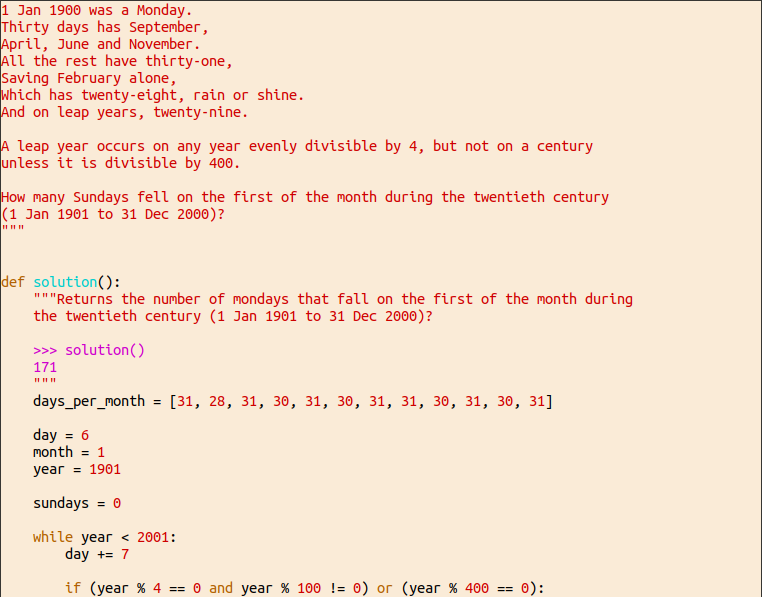 1 Jan 1900 was a Monday.
Thirty days has September,
April, June and November.
All the rest have thirty-one,
Saving February alone,
Which has twenty-eight, rain or shine.
And on leap years, twenty-nine.
A leap year occurs on any year evenly divisible by 4, but not on a century
unless it is divisible by 400.
How many Sundays fell on the first of the month during the twentieth century
(1 Jan 1901 to 31 Dec 2000)?
"""
def solution():
    """Returns the number of mondays that fall on the first of the month during
    the twentieth century (1 Jan 1901 to 31 Dec 2000)?
    >>> solution()
    171
    """
    days_per_month = [31, 28, 31, 30, 31, 30, 31, 31, 30, 31, 30, 31]
    day = 6
    month = 1
    year = 1901
    sundays = 0
    while year < 2001:
        day += 7
        if (year % 4 == 0 and year % 100 != 0) or (year % 400 == 0):